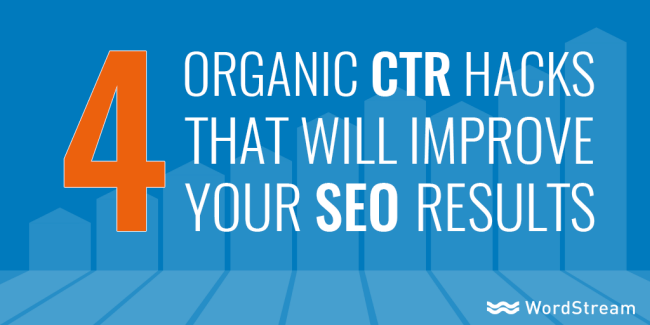 4
ORGANIC CTR HACKS
THAT WILL IMPROVE
YOUR SEO RESULTS
WordStream